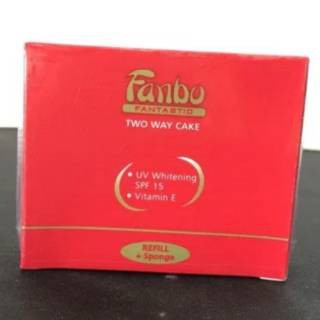 Fanbo
FANTASTIC
TWO WAY CAKE
• UV Whitening
SPF 15
• Vitamin E
REFILL
+ Sponge